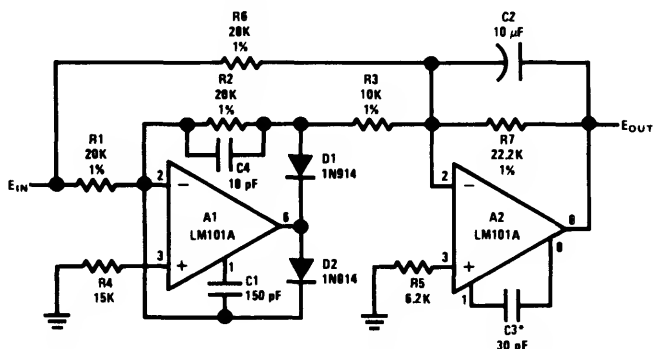 R6
20K
1%
C2
10 μF
R2
20K
1%
R3
10K
1%
R1
20K
1%
C4
10 pF
D1
1N914
R7
22.2K
1%
EIN
EOUT
2
−
A1
LM101A
6
3
+
1
R4
15K
C1
150 pF
D2
1N914
2
−
A2
LM101A
6
8
3
+
1
R5
6.2K
C3*
30 pF